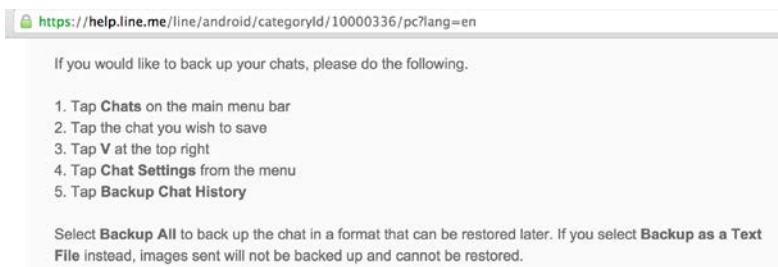 https://help.line.me/line/android/categoryId/10000336/pc?lang=en
If you would like to back up your chats, please do the following.
1. Tap Chats on the main menu bar
2. Tap the chat you wish to save
3. Tap V at the top right
4. Tap Chat Settings from the menu
5. Tap Backup Chat History
Select Backup All to back up the chat in a format that can be restored later. If you select Backup as a Text
File instead, images sent will not be backed up and cannot be restored.